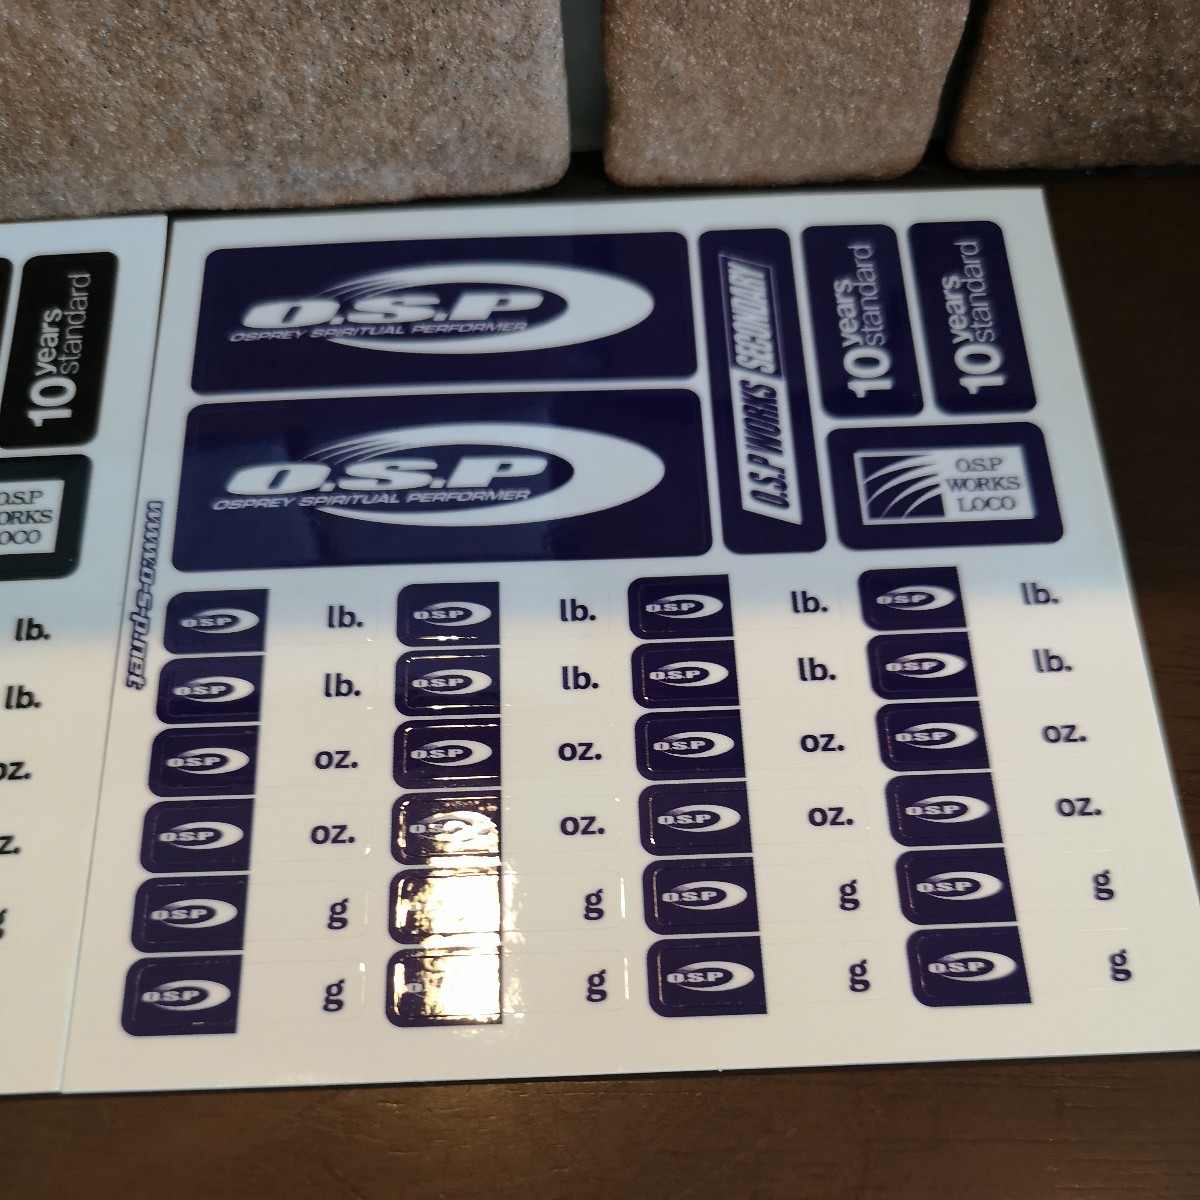 O.S.P
OSPREY SPIRITUAL PERFORMER
O.S.P
OSPREY SPIRITUAL PERFORMER
O.S.P WORKS SECONDARY
10 years
standard
10 years
standard
O.S.P
WORKS
LOCO
www.o-s-p.net
10 years
standard
O.S.P
ORKS
OCO
lb.
lb.
oz.
z.
O.S.P lb. O.S.P lb. O.S.P lb. O.S.P lb.
O.S.P lb. O.S.P lb. O.S.P lb. O.S.P lb.
O.S.P oz. O.S.P oz. O.S.P oz. O.S.P oz.
O.S.P oz. oz. O.S.P oz. O.S.P oz.
O.S.P g. g. O.S.P g. O.S.P g.
O.S.P g. g. O.S.P g. O.S.P g.